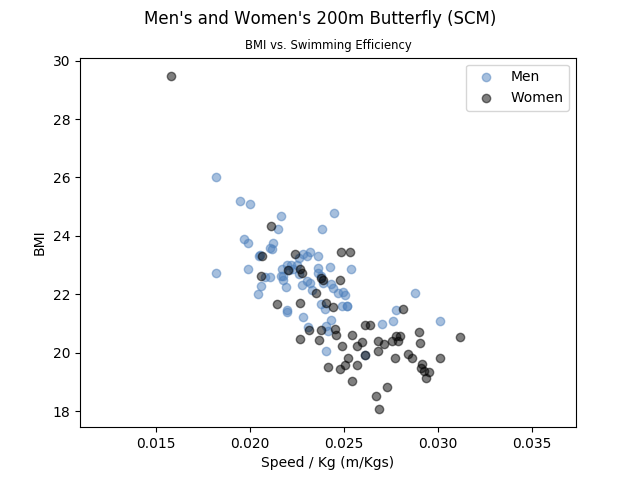 Men's and Women's 200m Butterfly (SCM)
BMI vs. Swimming Efficiency
Men
Women
30
28
26
24
22
20
18
BMI
0.015 0.020 0.025 0.030 0.035
Speed / Kg (m/Kgs)